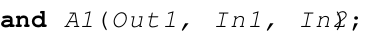 and A1(Out1, In1, In2);